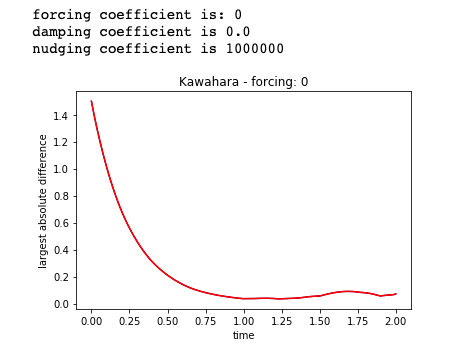 forcing coefficient is: 0
damping coefficient is 0.0
nudging coefficient is 1000000
Kawahara - forcing: 0
largest absolute difference
1.4
1.2
1.0
0.8
0.6
0.4
0.2
0.0
0.00 0.25 0.50 0.75 1.00 1.25 1.50 1.75 2.00
time